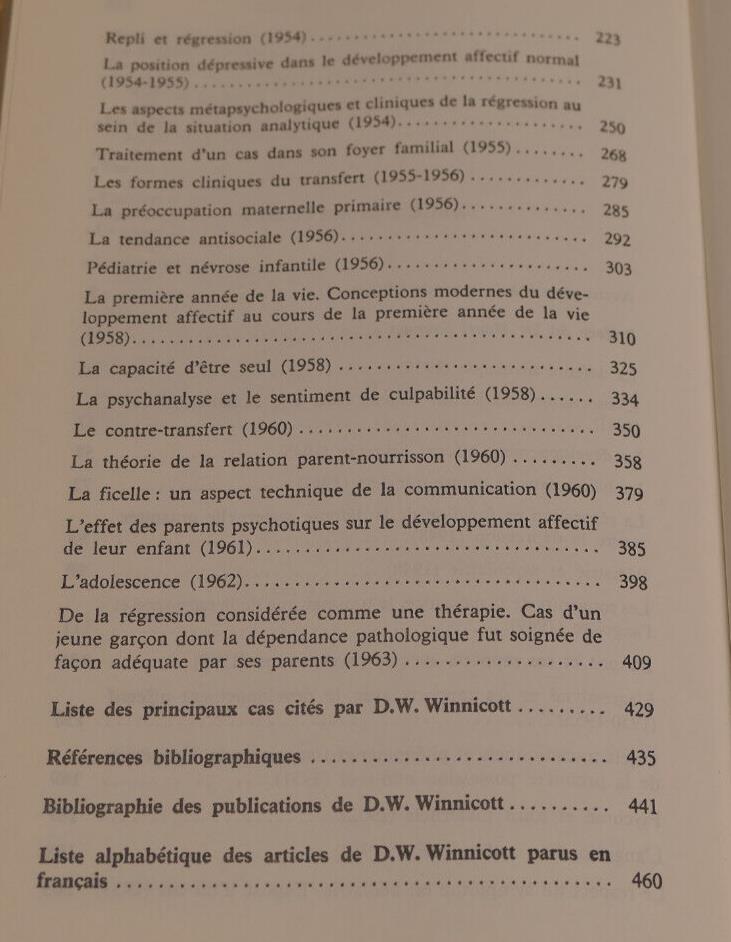 Repli et régression (1954) ............................ 223
La position dépressive dans le développement affectif normal
(1954-1955) ........................................ 231
Les aspects métapsychologiques et cliniques de la régression au
sein de la situation analytique (1954)................... 250
Traitement d'un cas dans son foyer familial (1955) ........ 268
Les formes cliniques du transfert (1955-1956) ............. 279
La préoccupation maternelle primaire (1956).............. 285
La tendance antisociale (1956)........................... 292
Pédiatrie et névrose infantile (1956)...................... 303
La première année de la vie. Conceptions modernes du déve-
loppement affectif au cours de la première année de la vie
(1958)................................................ 310
La capacité d'être seul (1958) ........................... 325
La psychanalyse et le sentiment de culpabilité (1958)...... 334
Le contre-transfert (1960) ............................... 350
La théorie de la relation parent-nourrisson (1960) ......... 358
La ficelle : un aspect technique de la communication (1960) 379
L'effet des parents psychotiques sur le développement affectif
de leur enfant (1961).................................... 385
L'adolescence (1962)..................................... 398
De la régression considérée comme une thérapie. Cas d'un
jeune garçon dont la dépendance pathologique fut soignée de
façon adéquate par ses parents (1963) .................... 409
Liste des principaux cas cités par D.W. Winnicott ......... 429
Références bibliographiques .............................. 435
Bibliographie des publications de D.W. Winnicott.......... 441
Liste alphabétique des articles de D.W. Winnicott parus en
français ................................................ 460